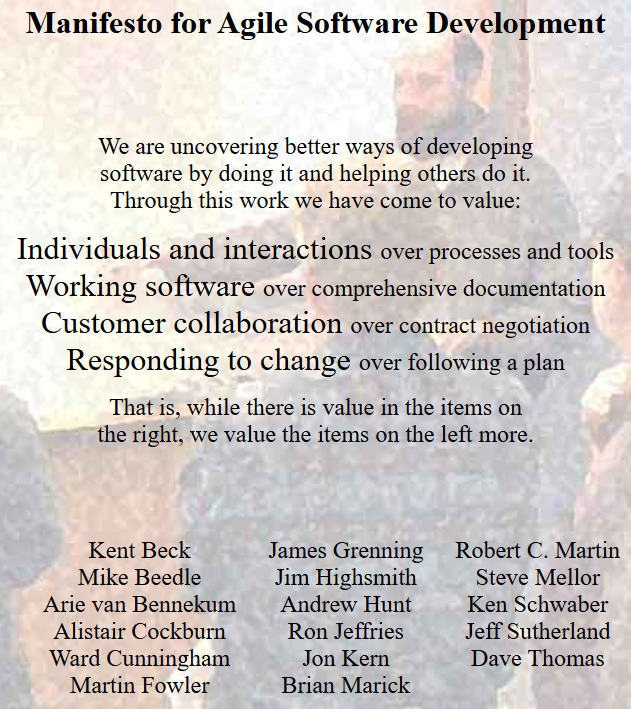 Manifesto for Agile Software Development
We are uncovering better ways of developing
software by doing it and helping others do it.
Through this work we have come to value:
Individuals and interactions over processes and tools
Working software over comprehensive documentation
Customer collaboration over contract negotiation
Responding to change over following a plan
That is, while there is value in the items on
the right, we value the items on the left more.
Kent Beck
Mike Beedle
Arie van Bennekum
Alistair Cockburn
Ward Cunningham
Martin Fowler
James Grenning
Jim Highsmith
Andrew Hunt
Ron Jeffries
Jon Kern
Brian Marick
Robert C. Martin
Steve Mellor
Ken Schwaber
Jeff Sutherland
Dave Thomas